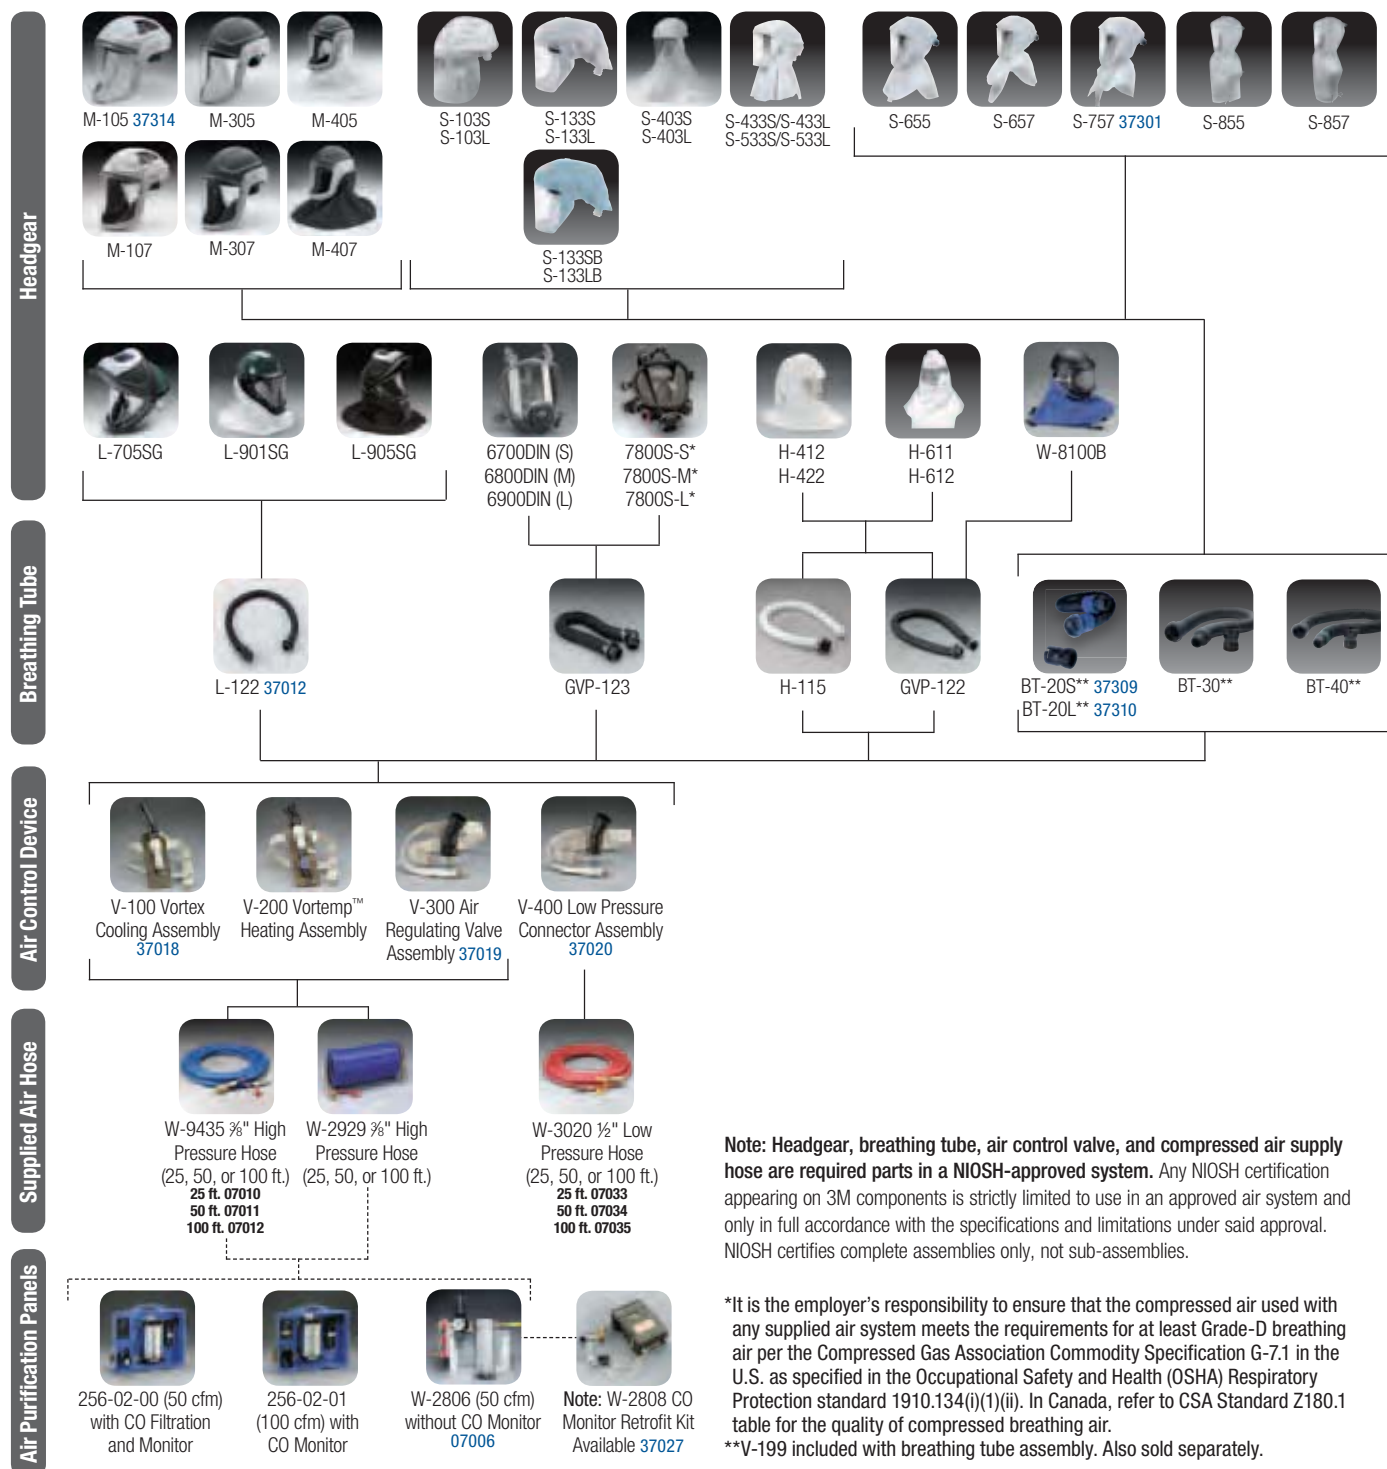 Headgear
M-105 37314
M-305
M-405
S-103S
S-103L
S-133S
S-133L
S-403S
S-403L
S-433S/S-433L
S-533S/S-533L
S-655
S-657
S-757 37301
S-855
S-857
M-107
M-307
M-407
S-133SB
S-133LB
L-705SG
L-901SG
L-905SG
6700DIN (S)
6800DIN (M)
6900DIN (L)
7800S-S*
7800S-M*
7800S-L*
H-412
H-422
H-611
H-612
W-8100B
Breathing Tube
L-122 37012
GVP-123
H-115
GVP-122
BT-20S** 37309
BT-20L** 37310
BT-30**
BT-40**
Air Control Device
V-100 Vortex
Cooling Assembly
37018
V-200 Vortemp™
Heating Assembly
V-300 Air
Regulating Valve
Assembly 37019
V-400 Low Pressure
Connector Assembly
37020
Supplied Air Hose
W-9435 ⅜" High
Pressure Hose
(25, 50, or 100 ft.)
25 ft. 07010
50 ft. 07011
100 ft. 07012
W-2929 ⅜" High
Pressure Hose
(25, 50, or 100 ft.)
W-3020 ½" Low
Pressure Hose
(25, 50, or 100 ft.)
25 ft. 07033
50 ft. 07034
100 ft. 07035
Note: Headgear, breathing tube, air control valve, and compressed air supply
hose are required parts in a NIOSH-approved system. Any NIOSH certification
appearing on 3M components is strictly limited to use in an approved air system and
only in full accordance with the specifications and limitations under said approval.
NIOSH certifies complete assemblies only, not sub-assemblies.
Air Purification Panels
256-02-00 (50 cfm)
with CO Filtration
and Monitor
256-02-01
(100 cfm) with
CO Monitor
W-2806 (50 cfm)
without CO Monitor
07006
Note: W-2808 CO
Monitor Retrofit Kit
Available 37027
*It is the employer's responsibility to ensure that the compressed air used with
any supplied air system meets the requirements for at least Grade-D breathing
air per the Compressed Gas Association Commodity Specification G-7.1 in the
U.S. as specified in the Occupational Safety and Health (OSHA) Respiratory
Protection standard 1910.134(i)(1)(ii). In Canada, refer to CSA Standard Z180.1
table for the quality of compressed breathing air.
**V-199 included with breathing tube assembly. Also sold separately.